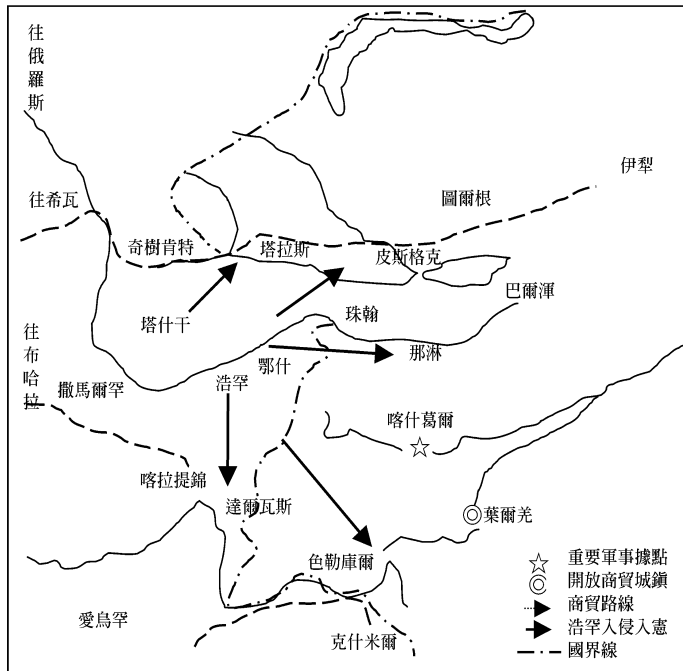 往俄羅斯
伊犁
往希瓦
圖爾根
奇樹肯特
塔拉斯
皮斯格克
巴爾渾
塔什干
珠翰
那淋
往布哈拉
鄂什
浩罕
撒馬爾罕
喀什葛爾
喀拉提錦
達爾瓦斯
葉爾羌
色勒庫爾
愛烏罕
克什米爾
重要軍事據點
開放商貿城鎮
商貿路線
浩罕入侵入憲
國界線